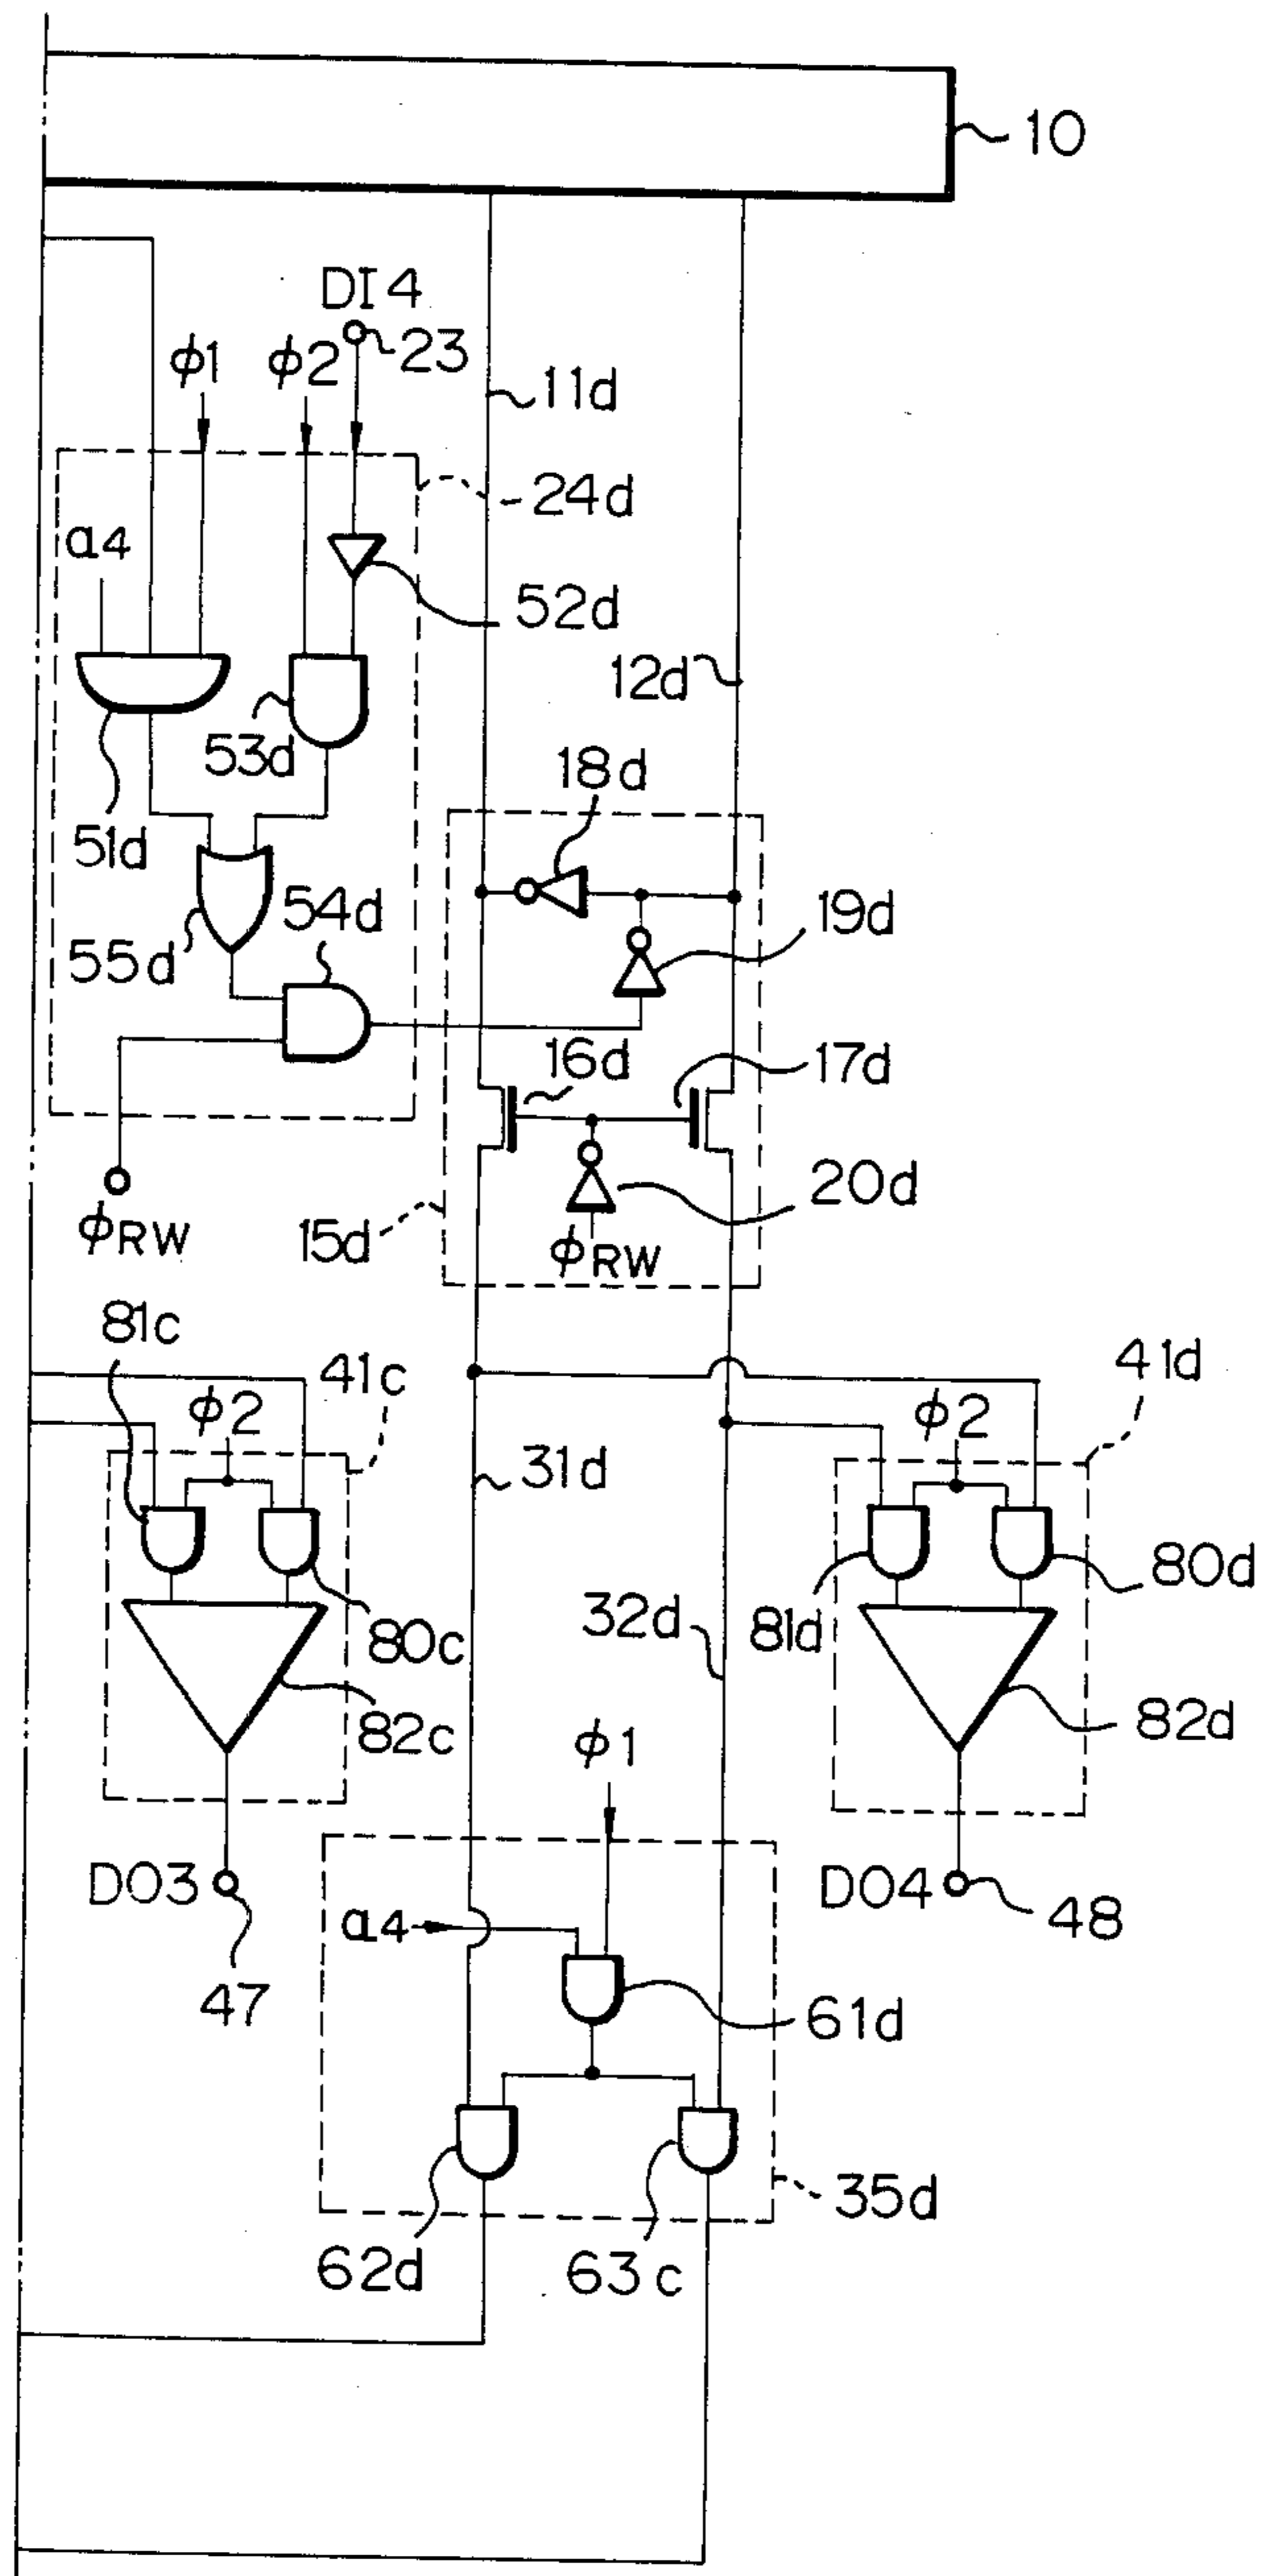 10
DI4
23
ϕ1
ϕ2
11d
24d
a4
52d
12d
53d
18d
51d
54d
19d
55d
16d
17d
20d
ϕRW
15d
ϕRW
81c
41c
41d
ϕ2
ϕ2
31d
80d
32d
81d
80c
82c
82d
ϕ1
DO3
DO4
a4
48
47
61d
35d
62d
63c